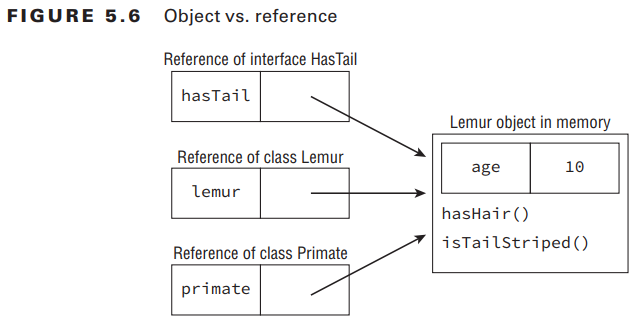 FIGURE 5.6 Object vs. reference
Reference of interface HasTail
hasTail
Reference of class Lemur
lemur
Reference of class Primate
primate
Lemur object in memory
age 10
hasHair()
isTailStriped()